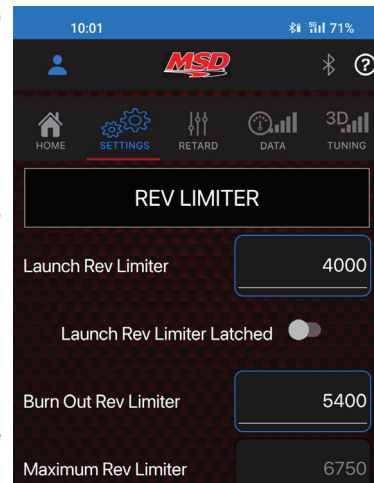 10:01 5G 71%
MSD ?
HOME SETTINGS RETARD DATA 3D TUNING
REV LIMITER
Launch Rev Limiter 4000
Launch Rev Limiter Latched
Burn Out Rev Limiter 5400
Maximum Rev Limiter 6750